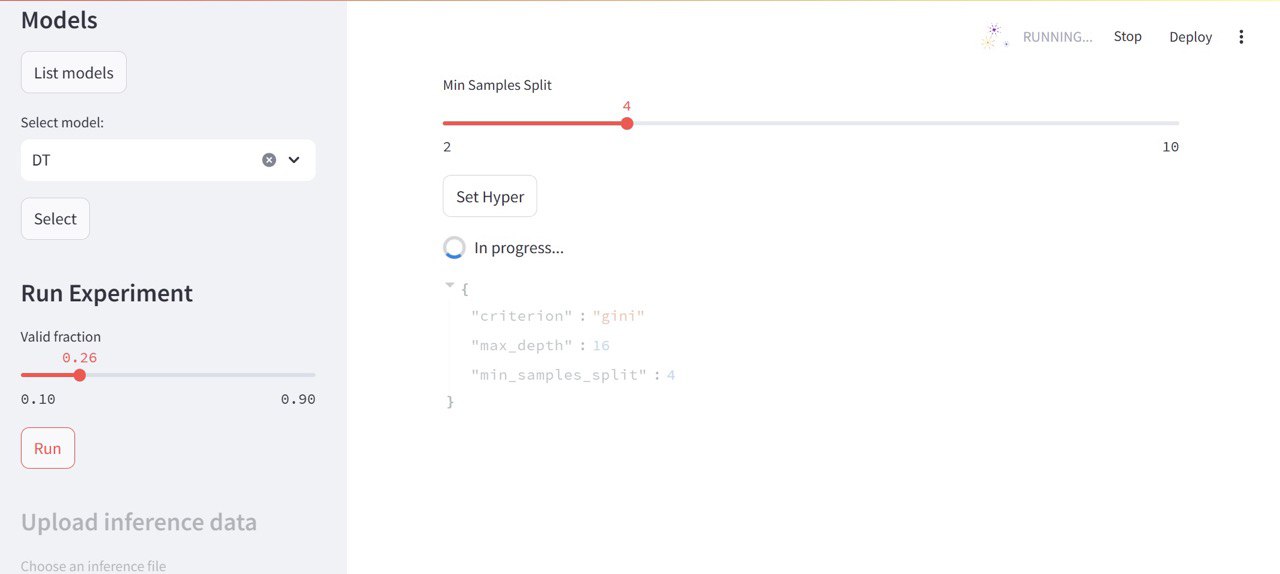 Models
List models
Select model:
DT
Select
Run Experiment
Valid fraction
0.26
0.10 0.90
Run
Upload inference data
Choose an inference file
RUNNING... Stop Deploy
Min Samples Split
4
2 10
Set Hyper
In progress...
{
"criterion" : "gini"
"max_depth" : 16
"min_samples_split" : 4
}